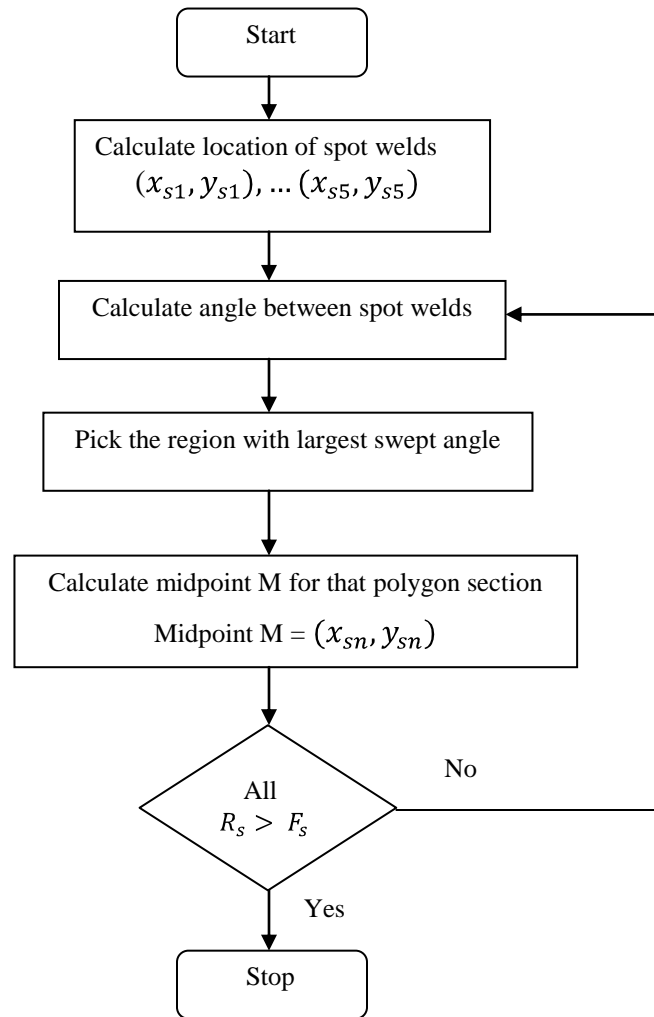 Start
Calculate location of spot welds
(x_{s1}, y_{s1}), … (x_{s5}, y_{s5})
Calculate angle between spot welds
Pick the region with largest swept angle
Calculate midpoint M for that polygon section
Midpoint M = (x_{sn}, y_{sn})
All
R_s > F_s
No
Yes
Stop